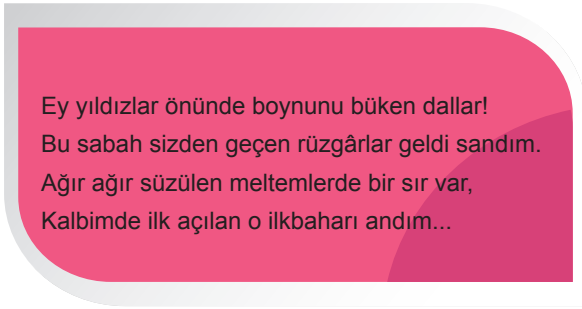 Ey yıldızlar önünde boynunu büken dallar!
Bu sabah sizden geçen rüzgârlar geldi sandım.
Ağır ağır süzülen meltemlerde bir sır var,
Kalbimde ilk açılan o ilkbaharı andım...